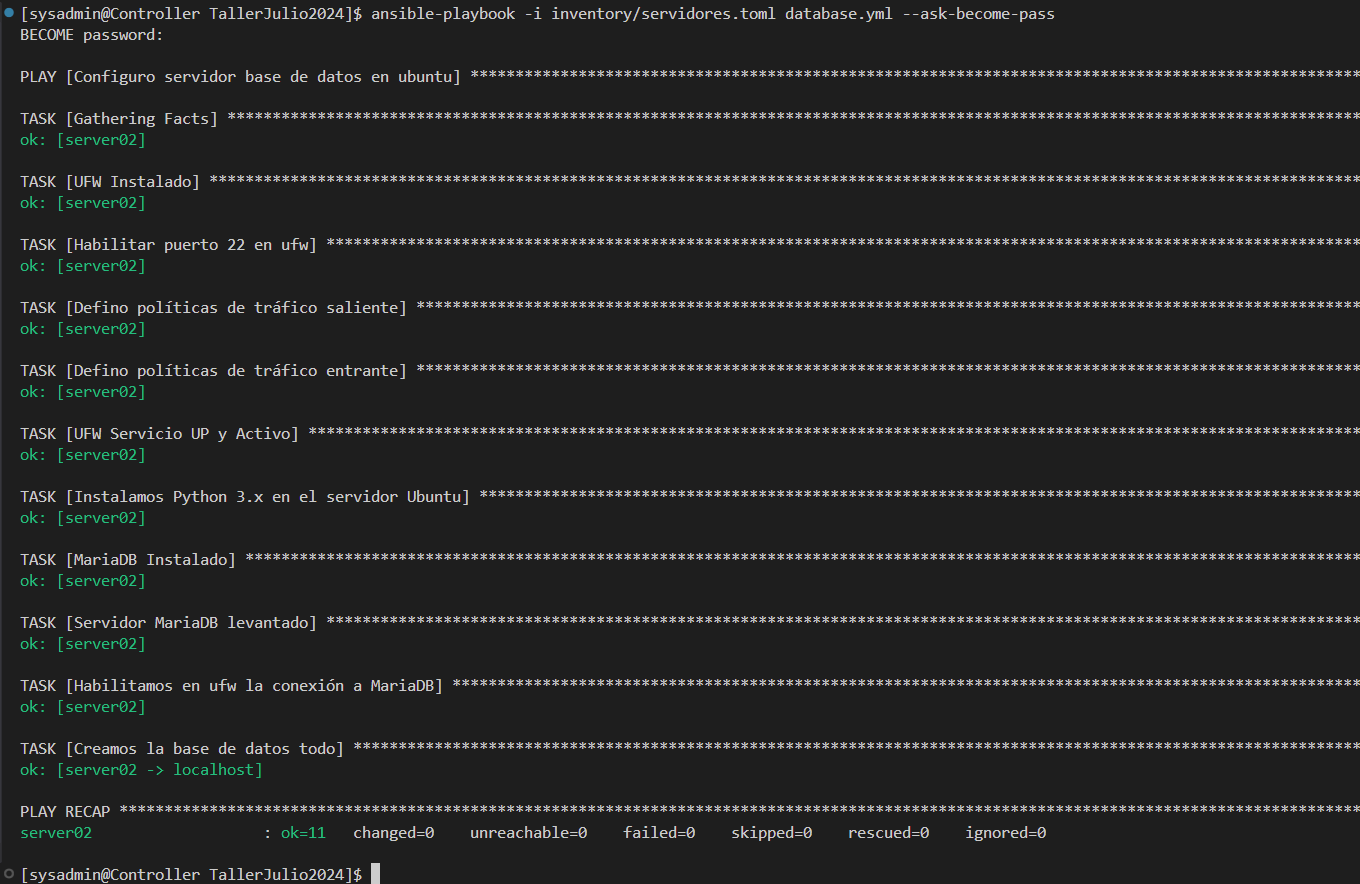 [sysadmin@Controller TallerJulio2024]$ ansible-playbook -i inventory/servidores.toml database.yml --ask-become-pass
BECOME password:
PLAY [Configuro servidor base de datos en ubuntu] ***************************************************************************************************
TASK [Gathering Facts] ******************************************************************************************************************************
ok: [server02]
TASK [UFW Instalado] ********************************************************************************************************************************
ok: [server02]
TASK [Habilitar puerto 22 en ufw] *******************************************************************************************************************
ok: [server02]
TASK [Defino políticas de tráfico saliente] *********************************************************************************************************
ok: [server02]
TASK [Defino políticas de tráfico entrante] *********************************************************************************************************
ok: [server02]
TASK [UFW Servicio UP y Activo] *********************************************************************************************************************
ok: [server02]
TASK [Instalamos Python 3.x en el servidor Ubuntu] **************************************************************************************************
ok: [server02]
TASK [MariaDB Instalado] ****************************************************************************************************************************
ok: [server02]
TASK [Servidor MariaDB levantado] *******************************************************************************************************************
ok: [server02]
TASK [Habilitamos en ufw la conexión a MariaDB] *****************************************************************************************************
ok: [server02]
TASK [Creamos la base de datos todo] ****************************************************************************************************************
ok: [server02 -> localhost]
PLAY RECAP ******************************************************************************************************************************************
server02                   : ok=11   changed=0    unreachable=0    failed=0    skipped=0    rescued=0    ignored=0
[sysadmin@Controller TallerJulio2024]$